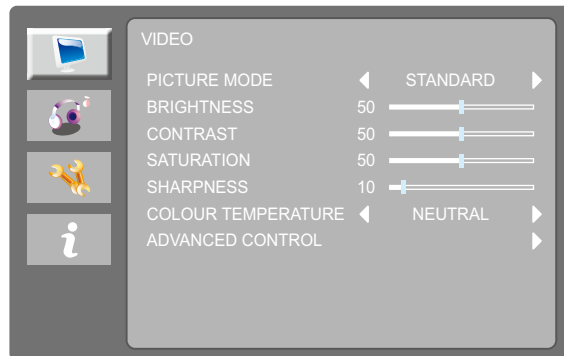 VIDEO
PICTURE MODE STANDARD
BRIGHTNESS 50
CONTRAST 50
SATURATION 50
SHARPNESS 10
COLOUR TEMPERATURE NEUTRAL
ADVANCED CONTROL
i